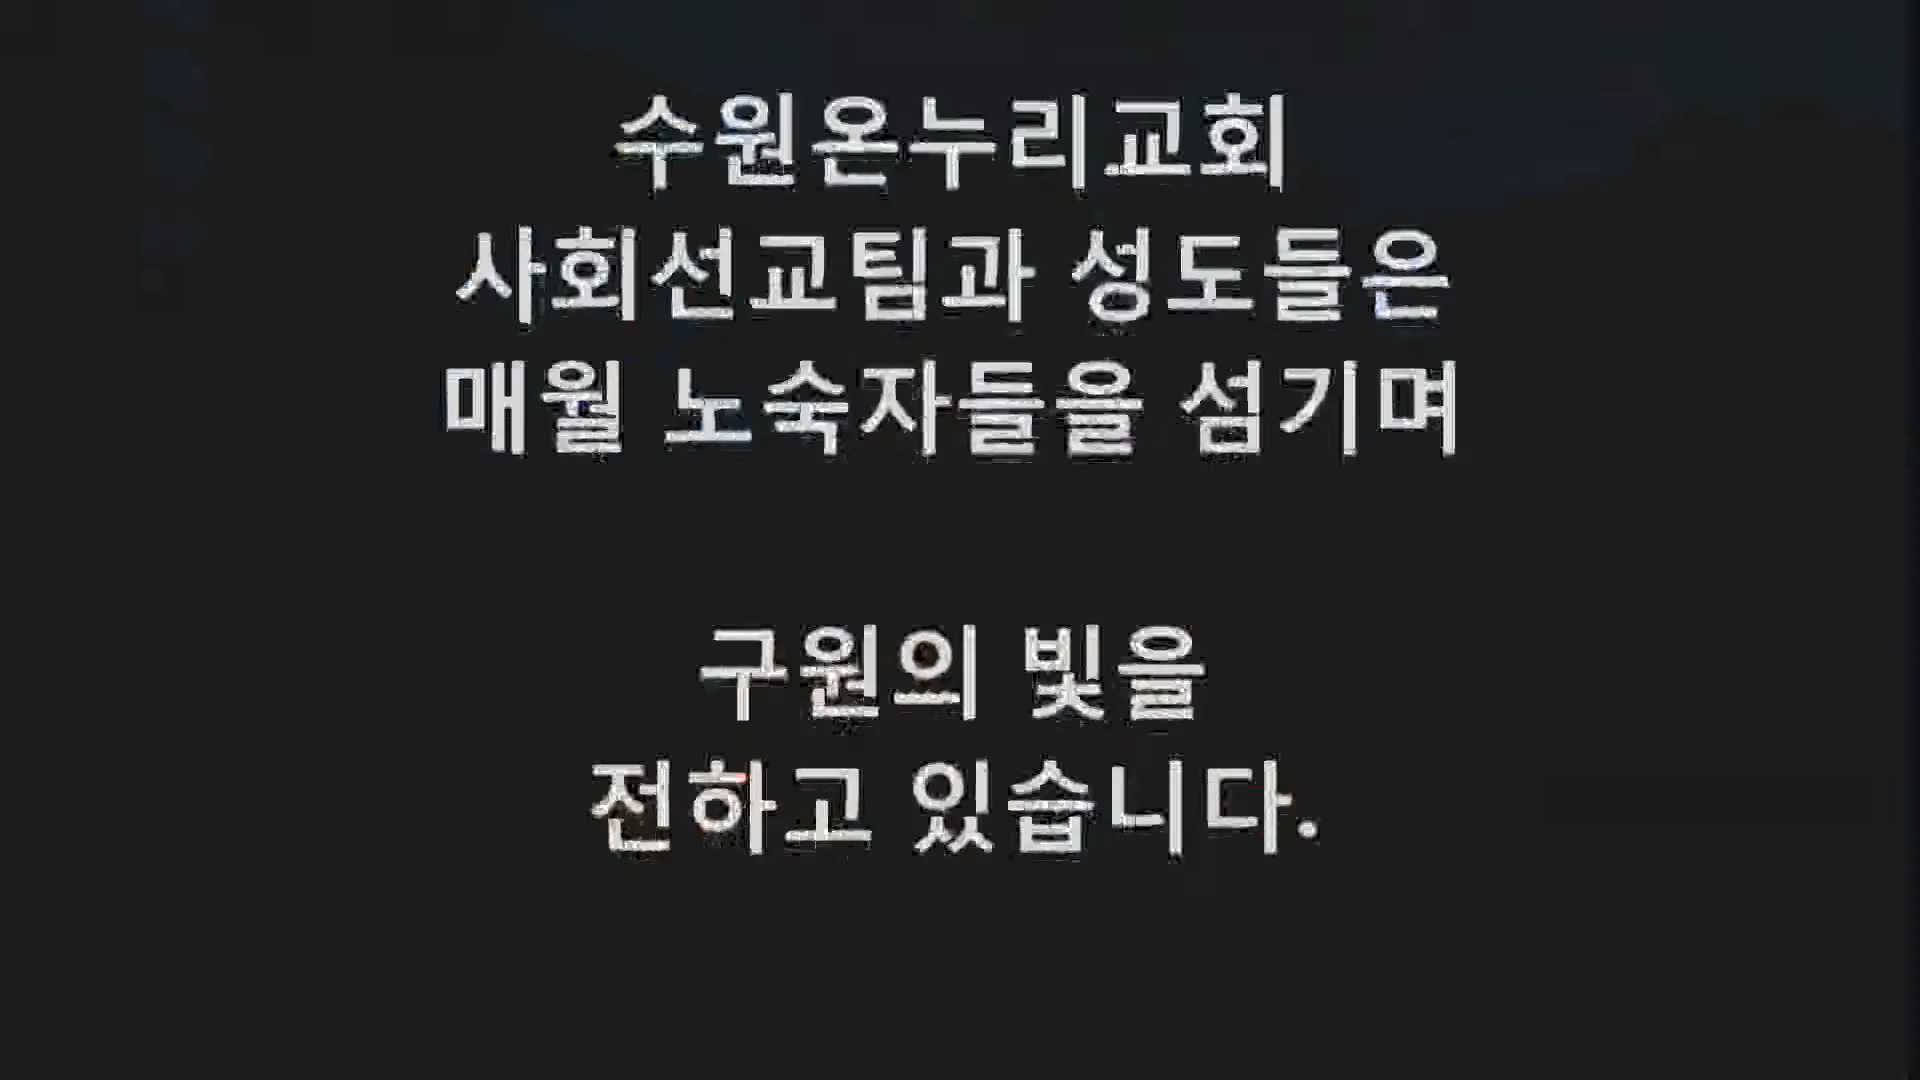 수원온누리교회
사회선교팀과 성도들은
매월 노숙자들을 섬기며
구원의 빛을
전하고 있습니다.